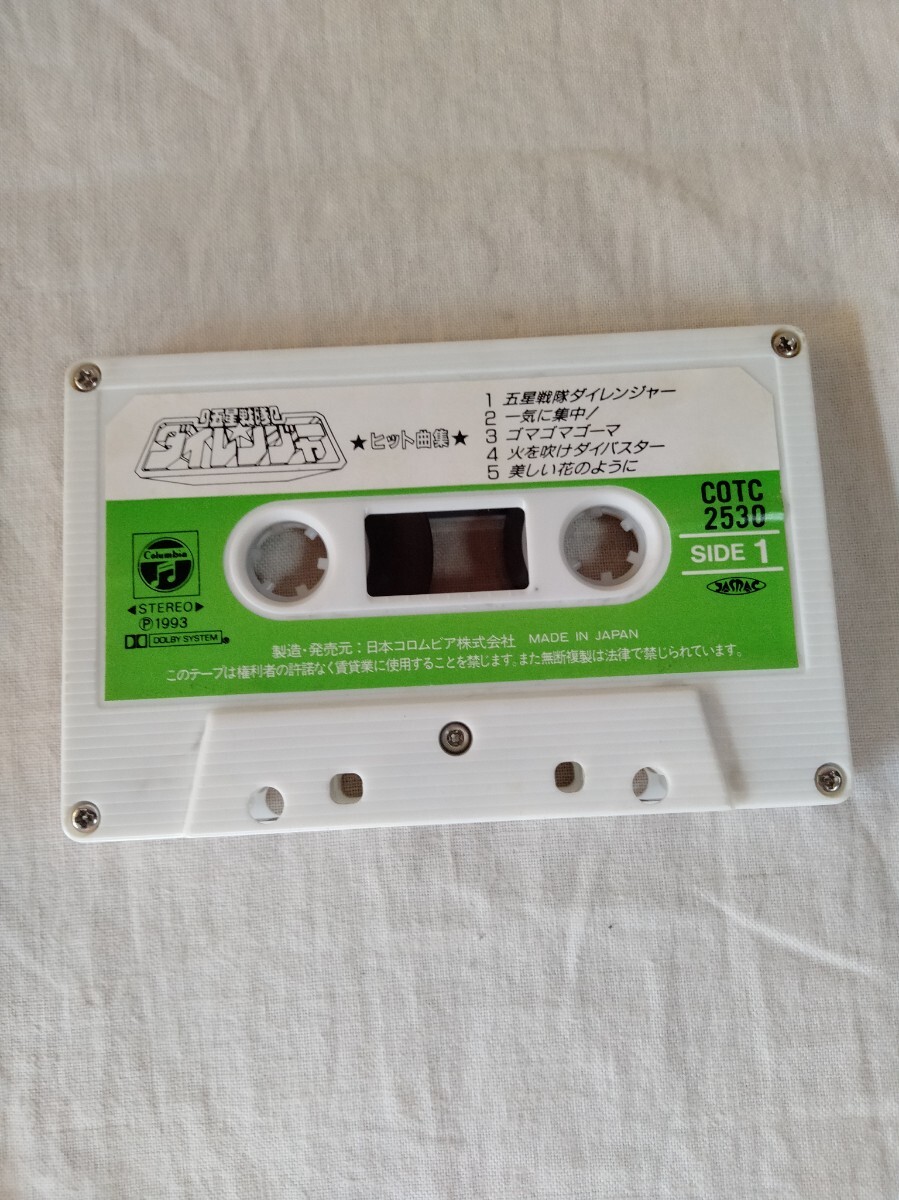 五星戦隊
ダイレンジャー
★ヒット曲集★
1 五星戦隊ダイレンジャー
2 一気に集中!
3 ゴマゴマゴーマ
4 火を吹けダイバスター
5 美しい花のように
COTC
2530
SIDE 1
Columbia
◀STEREO▶
Ⓟ1993
DOLBY SYSTEM
製造・発売元:日本コロムビア株式会社 MADE IN JAPAN
このテープは権利者の許諾なく賃貸業に使用することを禁じます。また無断複製は法律で禁じられています。